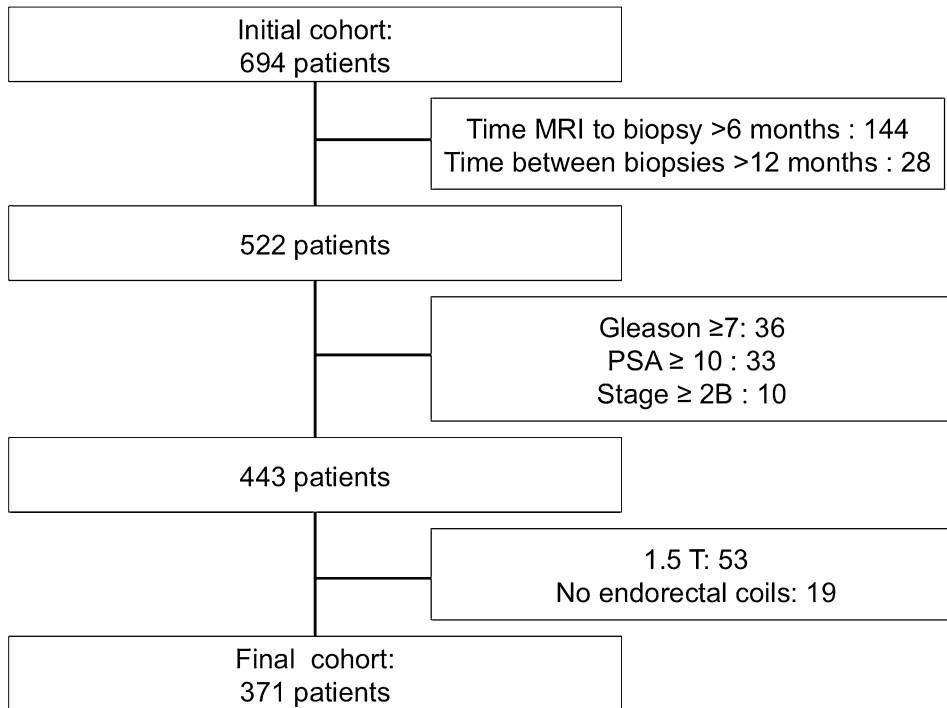 Initial cohort:
694 patients
Time MRI to biopsy >6 months : 144
Time between biopsies >12 months : 28
522 patients
Gleason ≥7: 36
PSA ≥ 10 : 33
Stage ≥ 2B : 10
443 patients
1.5 T: 53
No endorectal coils: 19
Final cohort:
371 patients